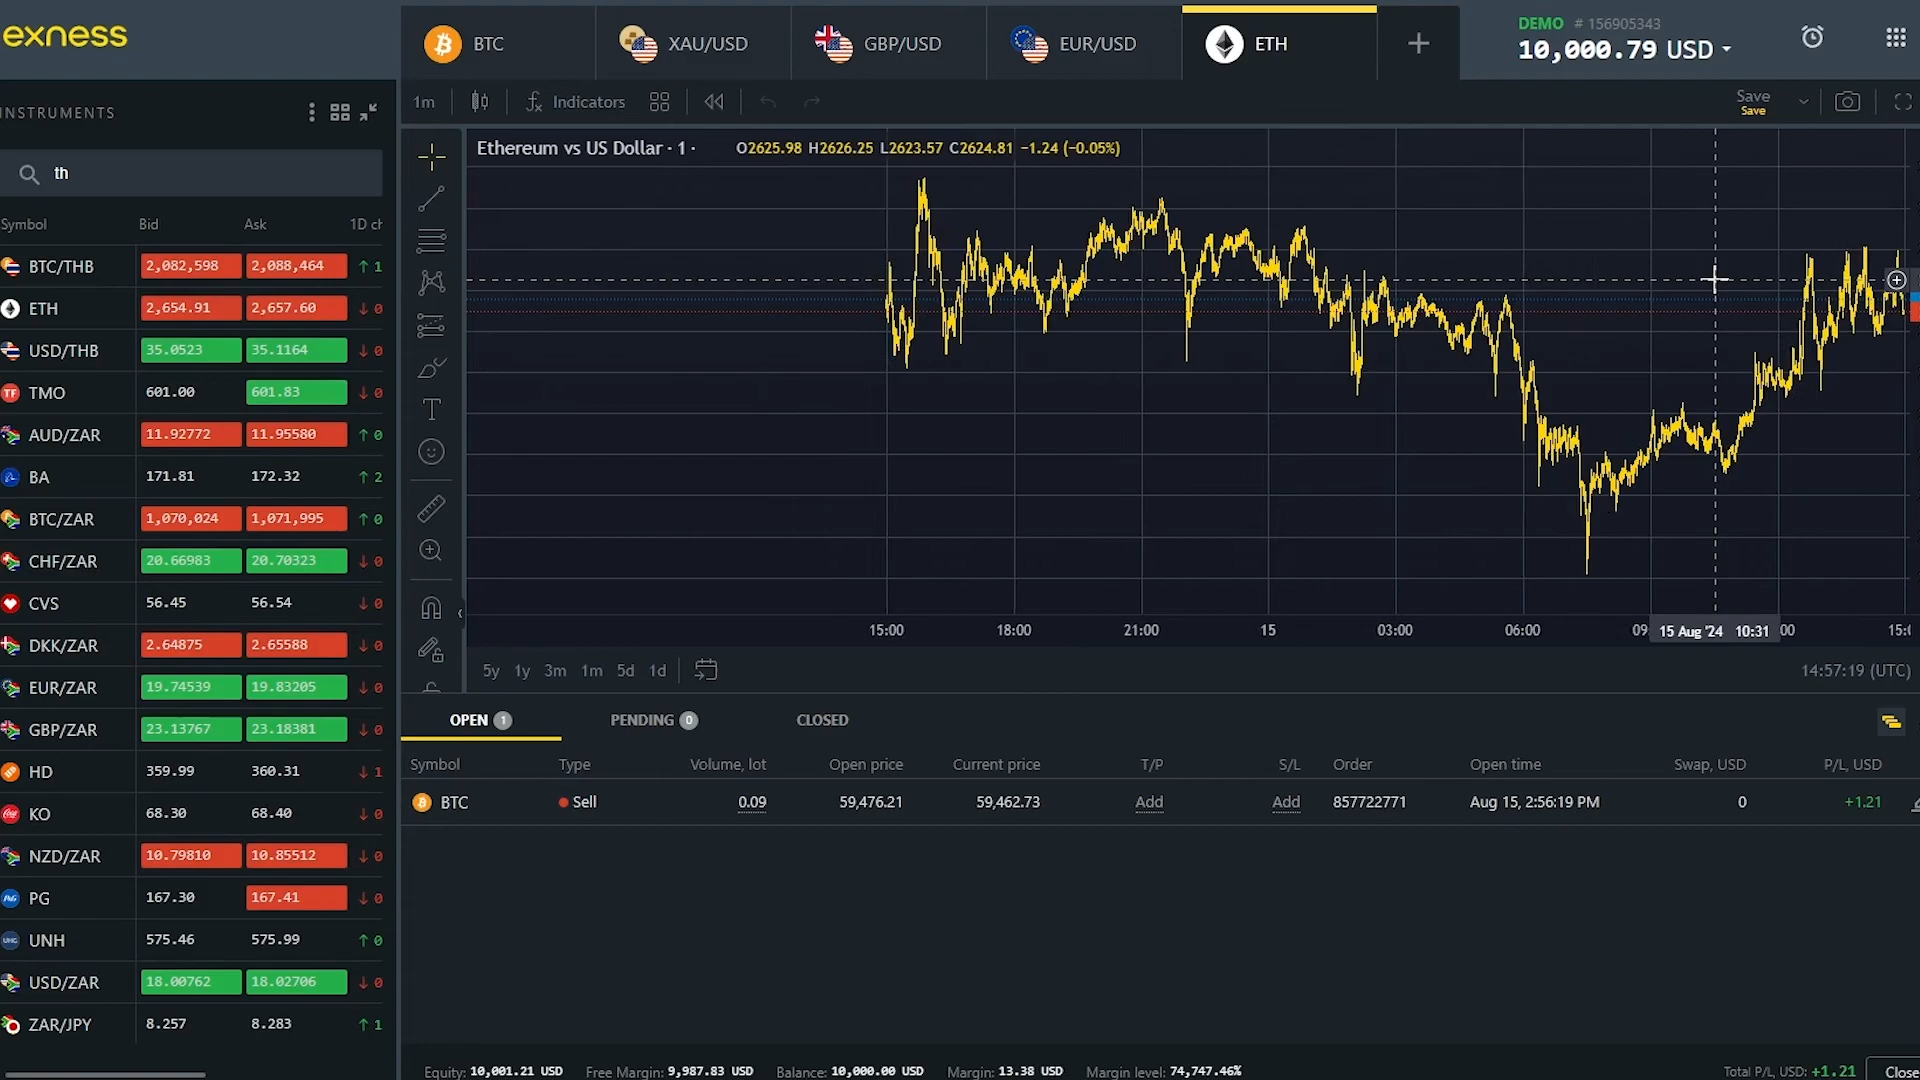 exness
BTC
XAU/USD
GBP/USD
EUR/USD
ETH
DEMO # 156905343
10,000.79 USD
INSTRUMENTS
1m
Indicators
Save
Save
th
Ethereum vs US Dollar · 1 ·
O2625.98 H2626.25 L2623.57 C2624.81 −1.24 (−0.05%)
Symbol Bid Ask 1D ch
BTC/THB 2,082,598 2,088,464 ↑ 1
ETH 2,654.91 2,657.60 ↓ 0
USD/THB 35.0523 35.1164 ↓ 0
TMO 601.00 601.83 ↓ 0
AUD/ZAR 11.92772 11.95580 ↑ 0
BA 171.81 172.32 ↑ 2
BTC/ZAR 1,070,024 1,071,995 ↑ 0
CHF/ZAR 20.66983 20.70323 ↓ 0
CVS 56.45 56.54 ↓ 0
DKK/ZAR 2.64875 2.65588 ↓ 0
EUR/ZAR 19.74539 19.83205 ↓ 0
GBP/ZAR 23.13767 23.18381 ↓ 0
HD 359.99 360.31 ↓ 1
KO 68.30 68.40 ↓ 0
NZD/ZAR 10.79810 10.85512 ↓ 0
PG 167.30 167.41 ↓ 0
UNH 575.46 575.99 ↑ 0
USD/ZAR 18.00762 18.02706 ↓ 0
ZAR/JPY 8.257 8.283 ↑ 1
15:00 18:00 21:00 15 03:00 06:00 09 15 Aug '24 10:31 00 15:0
5y 1y 3m 1m 5d 1d
14:57:19 (UTC)
OPEN 1 PENDING 0 CLOSED
Symbol Type Volume, lot Open price Current price T/P S/L Order Open time Swap, USD P/L, USD
BTC Sell 0.09 59,476.21 59,462.73 Add Add 857722771 Aug 15, 2:56:19 PM 0 +1.21
Equity: 10,001.21 USD Free Margin: 9,987.83 USD Balance: 10,000.00 USD Margin: 13.38 USD Margin level: 74,747.46% Total P/L, USD: +1.21 Close